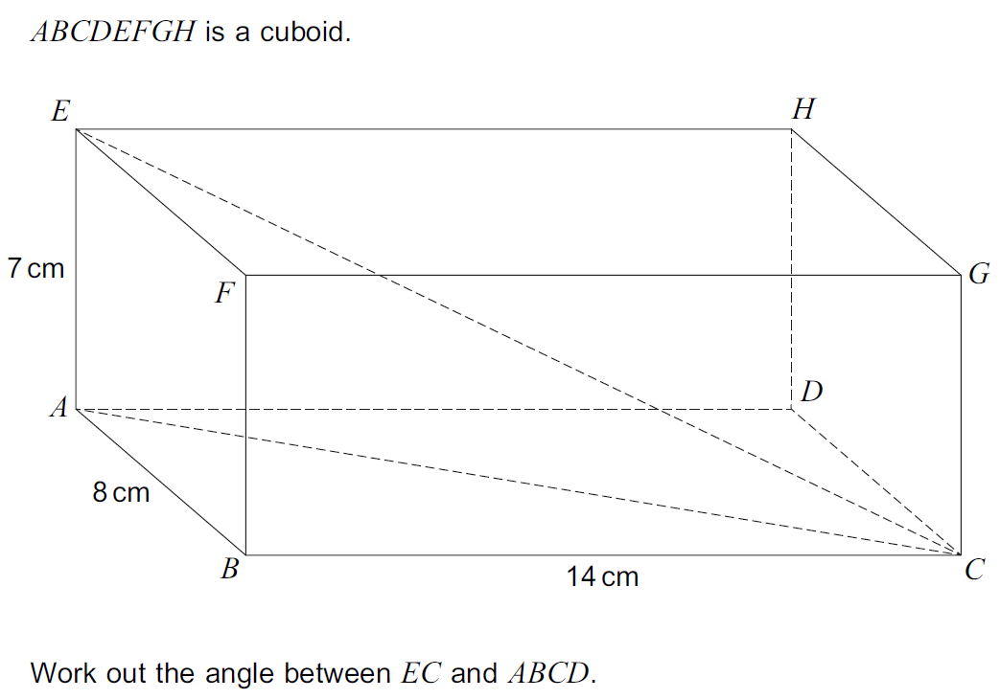 ABCDEFGH is a cuboid.
E
H
7 cm
F
G
A
D
8 cm
B
14 cm
C
Work out the angle between EC and ABCD.